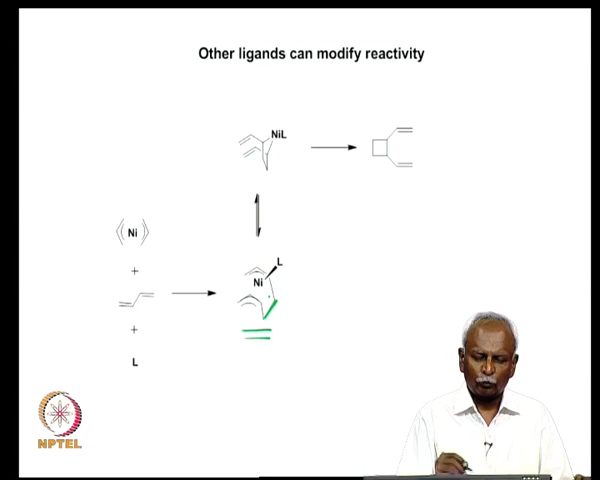 Other ligands can modify reactivity
NiL
Ni
L
+
Ni
+
L
NPTEL